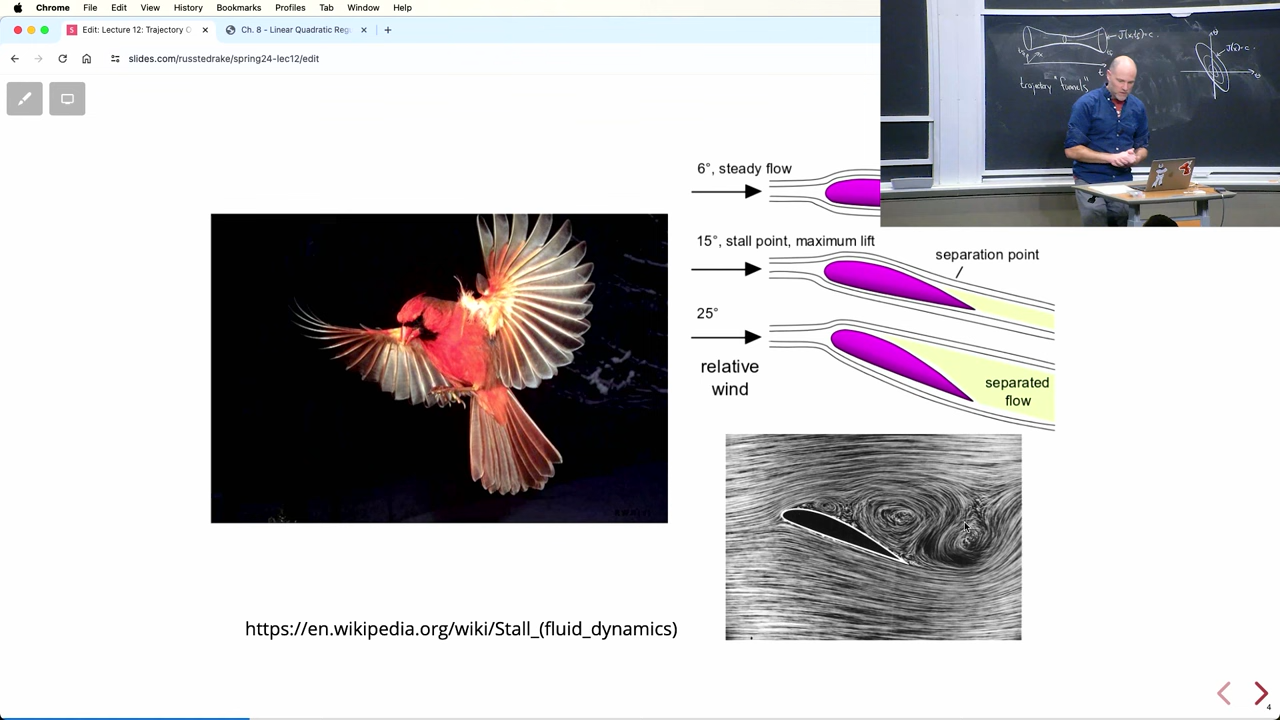 Chrome File Edit View History Bookmarks Profiles Tab Window Help
Edit: Lecture 12: Trajectory O
Ch. 8 - Linear Quadratic Regu
slides.com/russtedrake/spring24-lec12/edit
trajectory "funnels"
6°, steady flow
15°, stall point, maximum lift
separation point
25°
relative
wind
separated
flow
https://en.wikipedia.org/wiki/Stall_(fluid_dynamics)
4